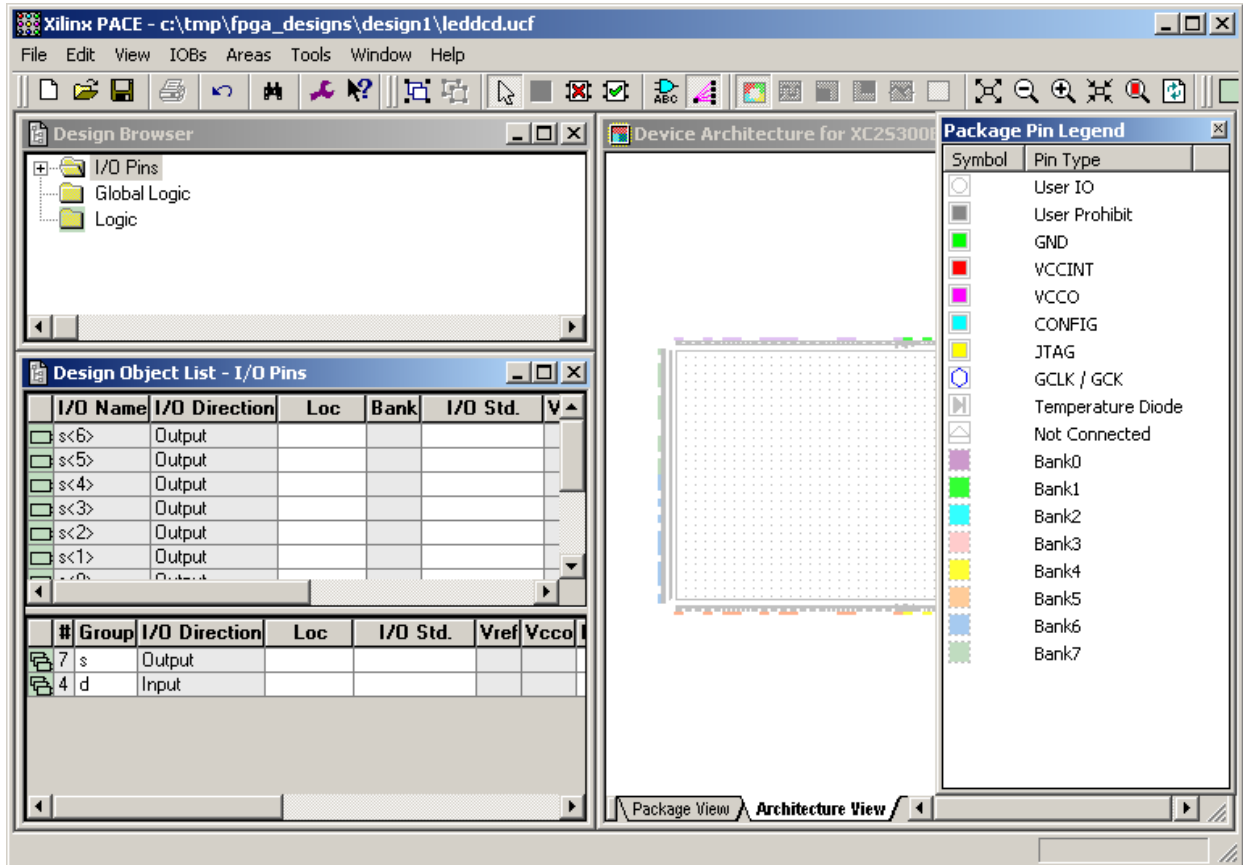 Xilinx PACE - c:\tmp\fpga_designs\design1\leddcd.ucf
File Edit View IOBs Areas Tools Window Help
ABC
Design Browser
I/O Pins
Global Logic
Logic
Design Object List - I/O Pins
I/O Name I/O Direction Loc Bank I/O Std. V
s<6> Output
s<5> Output
s<4> Output
s<3> Output
s<2> Output
s<1> Output
# Group I/O Direction Loc I/O Std. Vref Vcco
7 s Output
4 d Input
Device Architecture for XC2S300E
Package View Architecture View
Package Pin Legend
Symbol Pin Type
User IO
User Prohibit
GND
VCCINT
VCCO
CONFIG
JTAG
GCLK / GCK
Temperature Diode
Not Connected
Bank0
Bank1
Bank2
Bank3
Bank4
Bank5
Bank6
Bank7